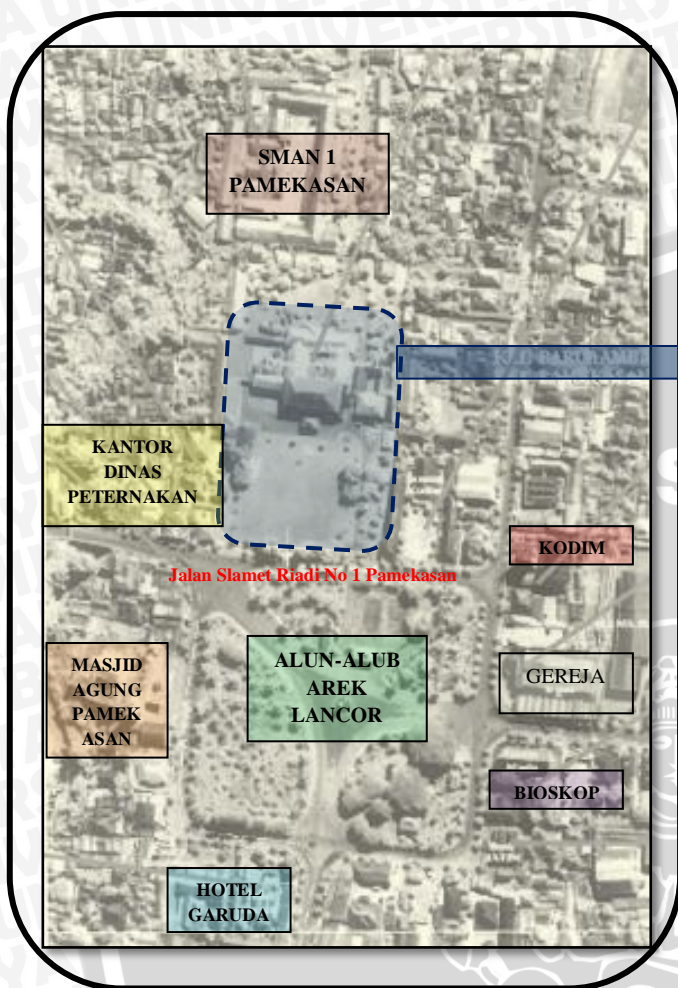 SMAN 1
PAMEKASAN
KANTOR
DINAS
PETERNAKAN
KODIM
Jalan Slamet Riadi No 1 Pamekasan
MASJID
AGUNG
PAMEK
ASAN
ALUN-ALUB
AREK
LANCOR
GEREJA
BIOSKOP
HOTEL
GARUDA